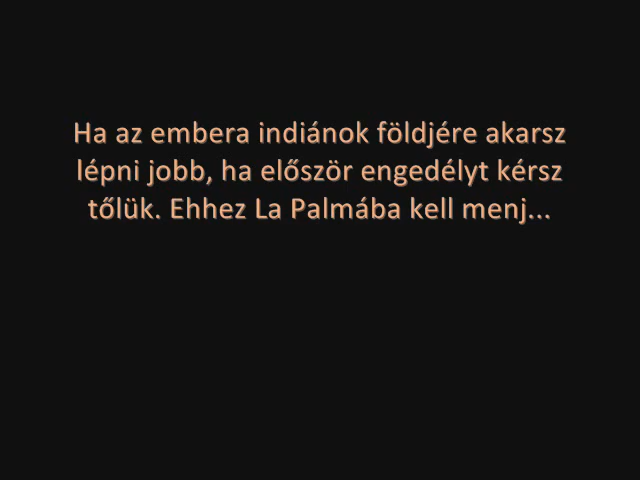 Ha az embera indiánok földjére akarsz
lépni jobb, ha először engedélyt kérsz
tőlük. Ehhez La Palmába kell menj...